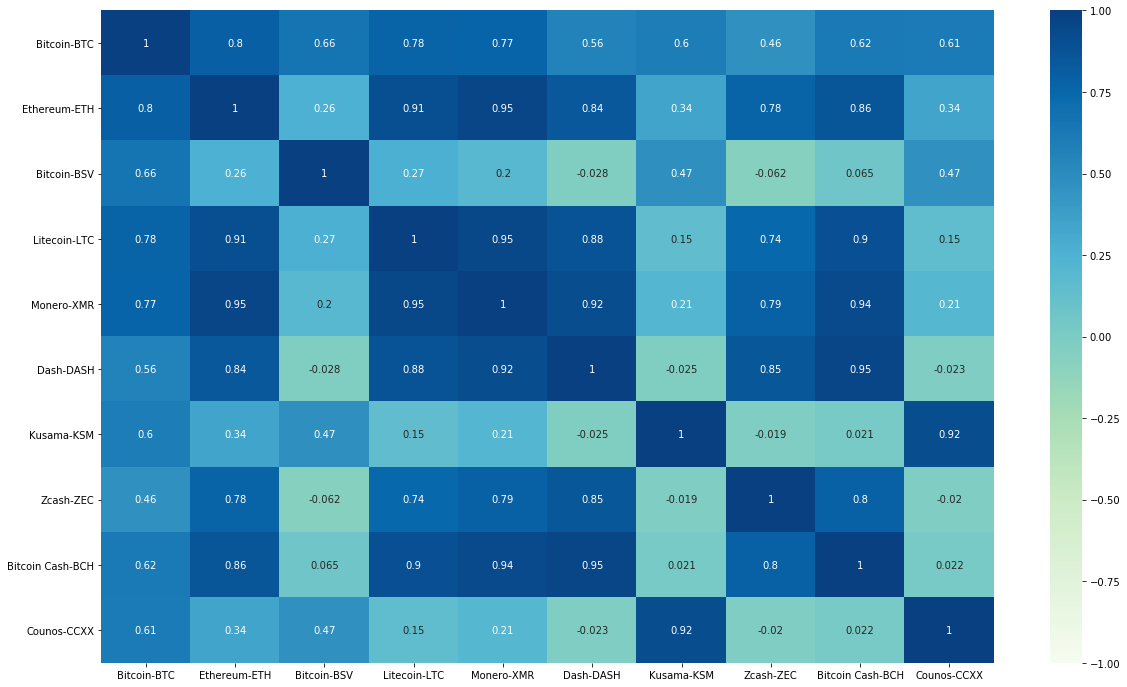 Bitcoin-BTC 1 0.8 0.66 0.78 0.77 0.56 0.6 0.46 0.62 0.61
Ethereum-ETH 0.8 1 0.26 0.91 0.95 0.84 0.34 0.78 0.86 0.34
Bitcoin-BSV 0.66 0.26 1 0.27 0.2 -0.028 0.47 -0.062 0.065 0.47
Litecoin-LTC 0.78 0.91 0.27 1 0.95 0.88 0.15 0.74 0.9 0.15
Monero-XMR 0.77 0.95 0.2 0.95 1 0.92 0.21 0.79 0.94 0.21
Dash-DASH 0.56 0.84 -0.028 0.88 0.92 1 -0.025 0.85 0.95 -0.023
Kusama-KSM 0.6 0.34 0.47 0.15 0.21 -0.025 1 -0.019 0.021 0.92
Zcash-ZEC 0.46 0.78 -0.062 0.74 0.79 0.85 -0.019 1 0.8 -0.02
Bitcoin Cash-BCH 0.62 0.86 0.065 0.9 0.94 0.95 0.021 0.8 1 0.022
Counos-CCXX 0.61 0.34 0.47 0.15 0.21 -0.023 0.92 -0.02 0.022 1
Bitcoin-BTC Ethereum-ETH Bitcoin-BSV Litecoin-LTC Monero-XMR Dash-DASH Kusama-KSM Zcash-ZEC Bitcoin Cash-BCH Counos-CCXX
1.00
0.75
0.50
0.25
0.00
−0.25
−0.50
−0.75
−1.00